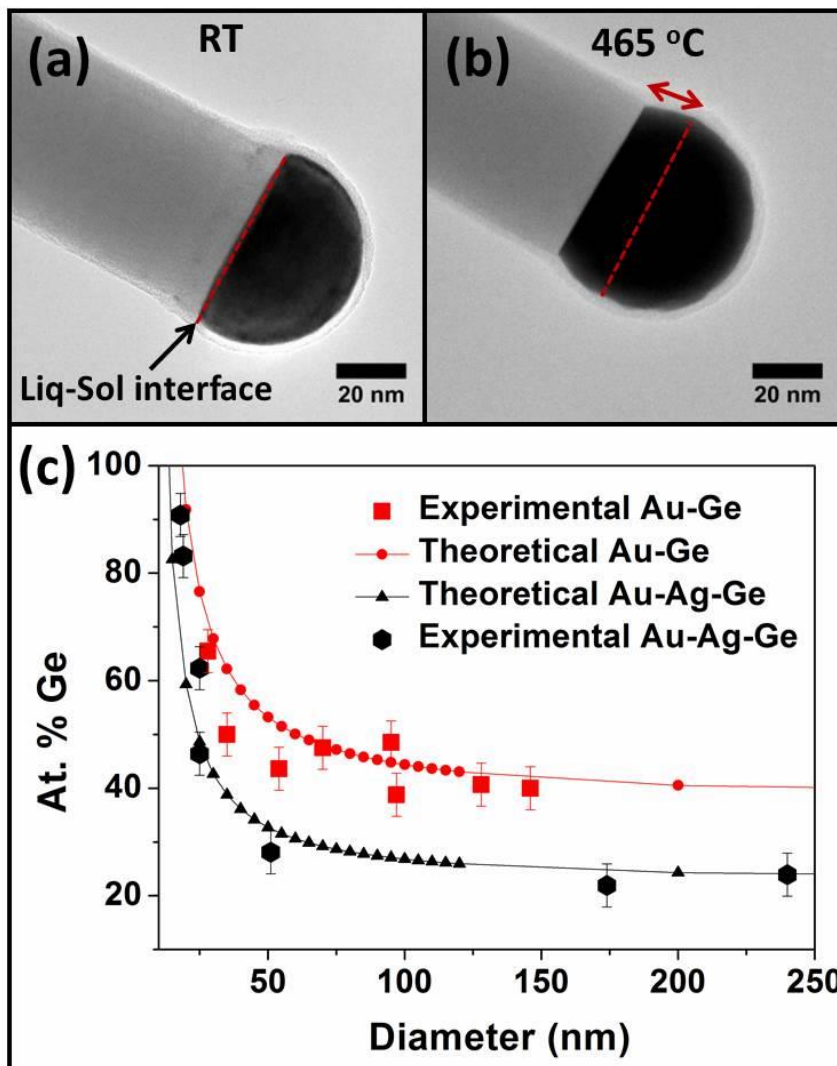 (a)
RT
Liq-Sol interface
20 nm
(b)
465 °C
20 nm
(c)
100
80
60
40
20
At. % Ge
Experimental Au-Ge
Theoretical Au-Ge
Theoretical Au-Ag-Ge
Experimental Au-Ag-Ge
50
100
150
200
250
Diameter (nm)